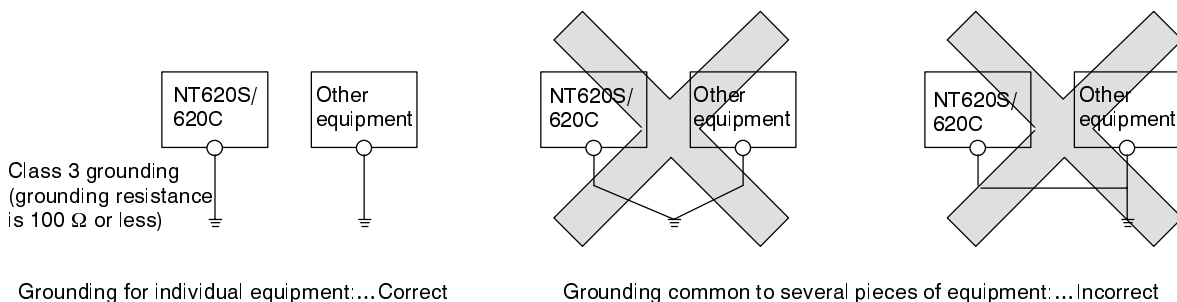 NT620S/
620C
Other
equipment
Class 3 grounding
(grounding resistance
is 100 Ω or less)
Grounding for individual equipment:...Correct
NT620S/
620C
Other
equipment
NT620S/
620C
Other
equipment
Grounding common to several pieces of equipment:...Incorrect